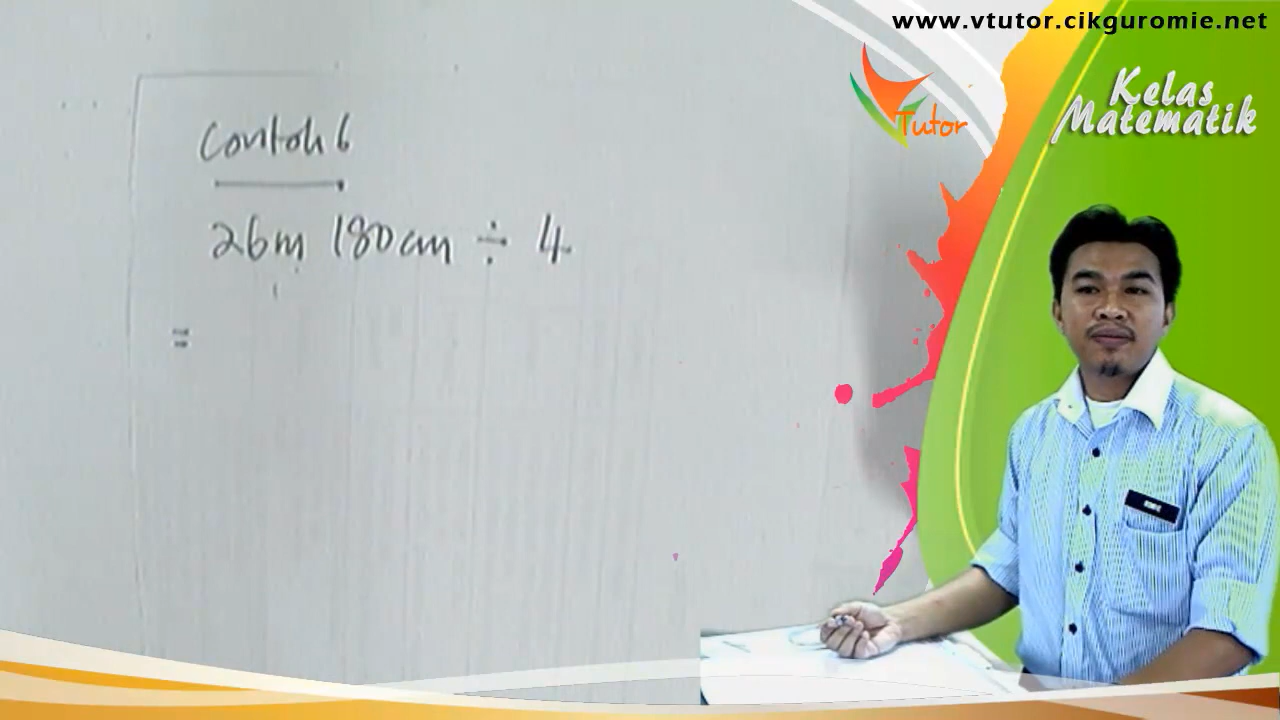 www.vtutor.cikguromie.net
Kelas
Matematik
Tutor
Contoh 6
26m 180cm ÷ 4
=